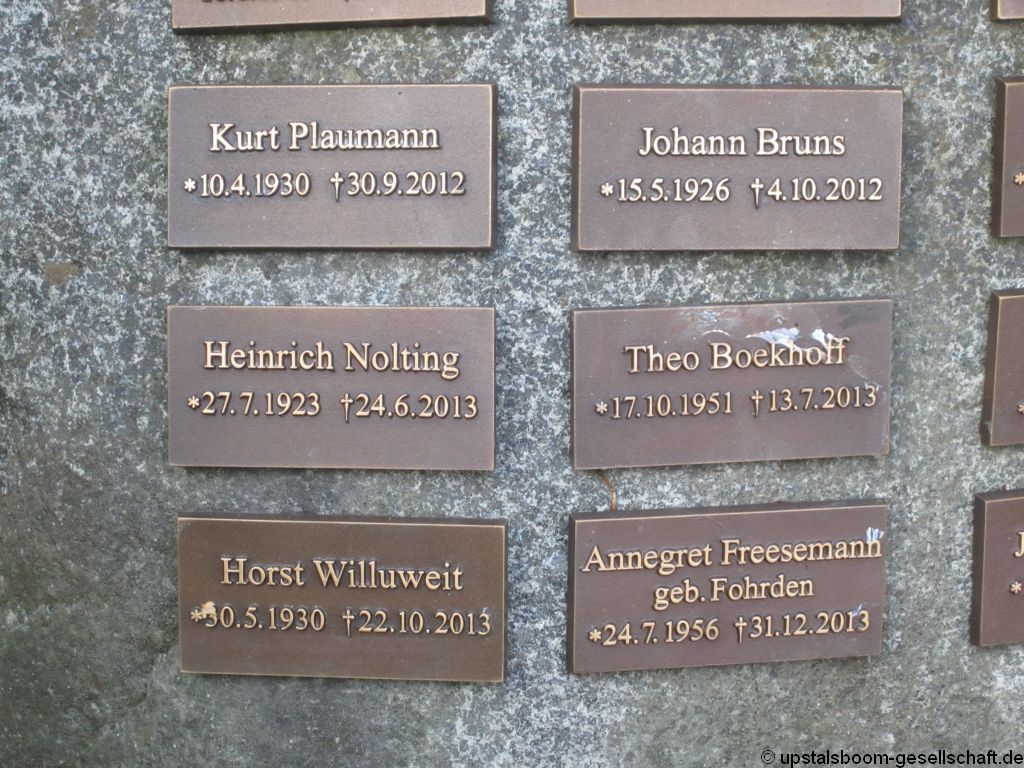 Kurt Plaumann
*10.4.1930 †30.9.2012
Johann Bruns
*15.5.1926 †4.10.2012
Heinrich Nolting
*27.7.1923 †24.6.2013
Theo Boekhoff
*17.10.1951 †13.7.2013
Horst Willuweit
*30.5.1930 †22.10.2013
Annegret Freesemann
geb. Fohrden
*24.7.1956 †31.12.2013
© upstalsboom-gesellschaft.de